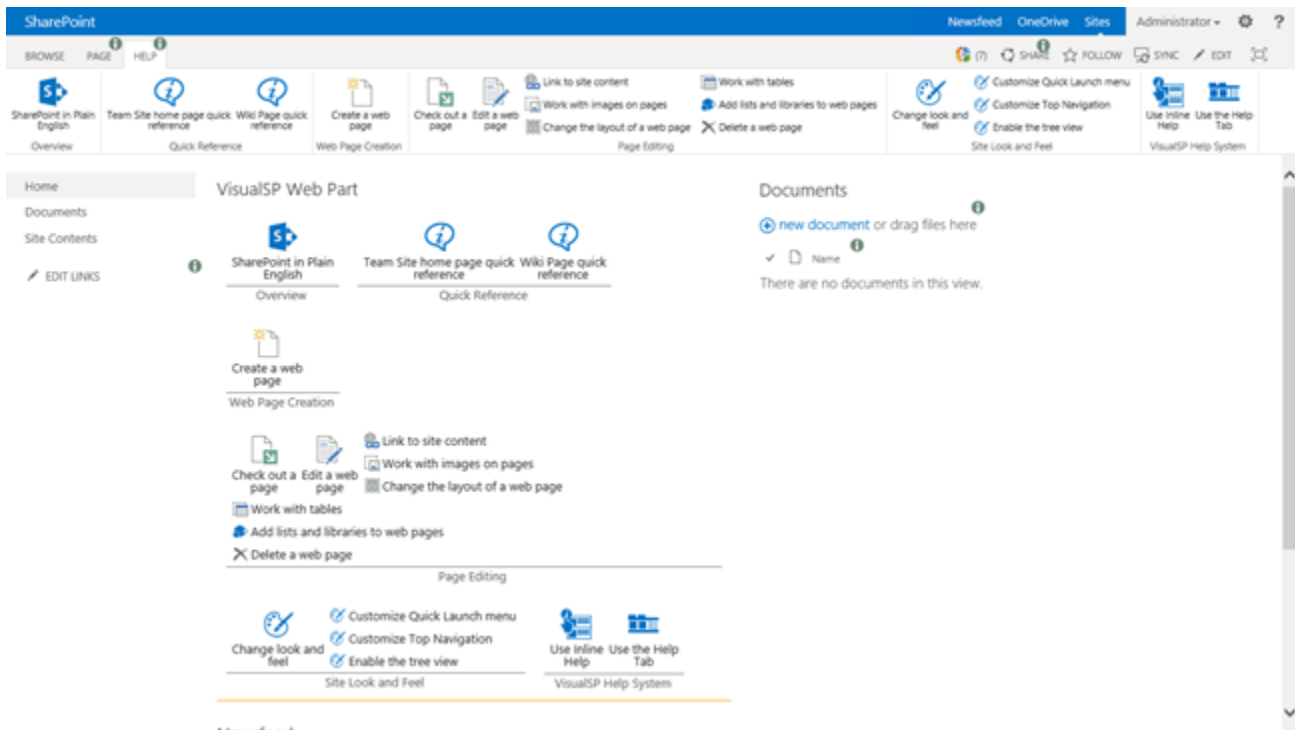 SharePoint
Newsfeed OneDrive Sites Administrator ?
BROWSE PAGE HELP
(7) SHARE FOLLOW SYNC EDIT
SharePoint in Plain English
Overview
Team Site home page quick reference
Wiki Page quick reference
Quick Reference
Create a web page
Web Page Creation
Check out a page
Edit a web page
Link to site content
Work with images on pages
Change the layout of a web page
Work with tables
Add lists and libraries to web pages
Delete a web page
Page Editing
Change look and feel
Customize Quick Launch menu
Customize Top Navigation
Enable the tree view
Site Look and Feel
Use Inline Help
Use the Help Tab
VisualSP Help System
Home
Documents
Site Contents
EDIT LINKS
VisualSP Web Part
SharePoint in Plain English
Overview
Team Site home page quick reference
Wiki Page quick reference
Quick Reference
Create a web page
Web Page Creation
Check out a page
Edit a web page
Link to site content
Work with images on pages
Change the layout of a web page
Work with tables
Add lists and libraries to web pages
Delete a web page
Page Editing
Change look and feel
Customize Quick Launch menu
Customize Top Navigation
Enable the tree view
Site Look and Feel
Use Inline Help
Use the Help Tab
VisualSP Help System
Documents
new document or drag files here
Name
There are no documents in this view.